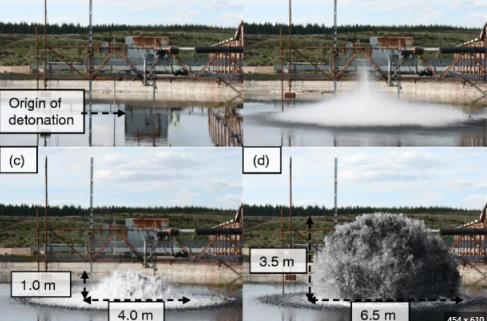 Origin of
detonation
(c)
(d)
1.0 m
4.0 m
3.5 m
6.5 m
454 x 610